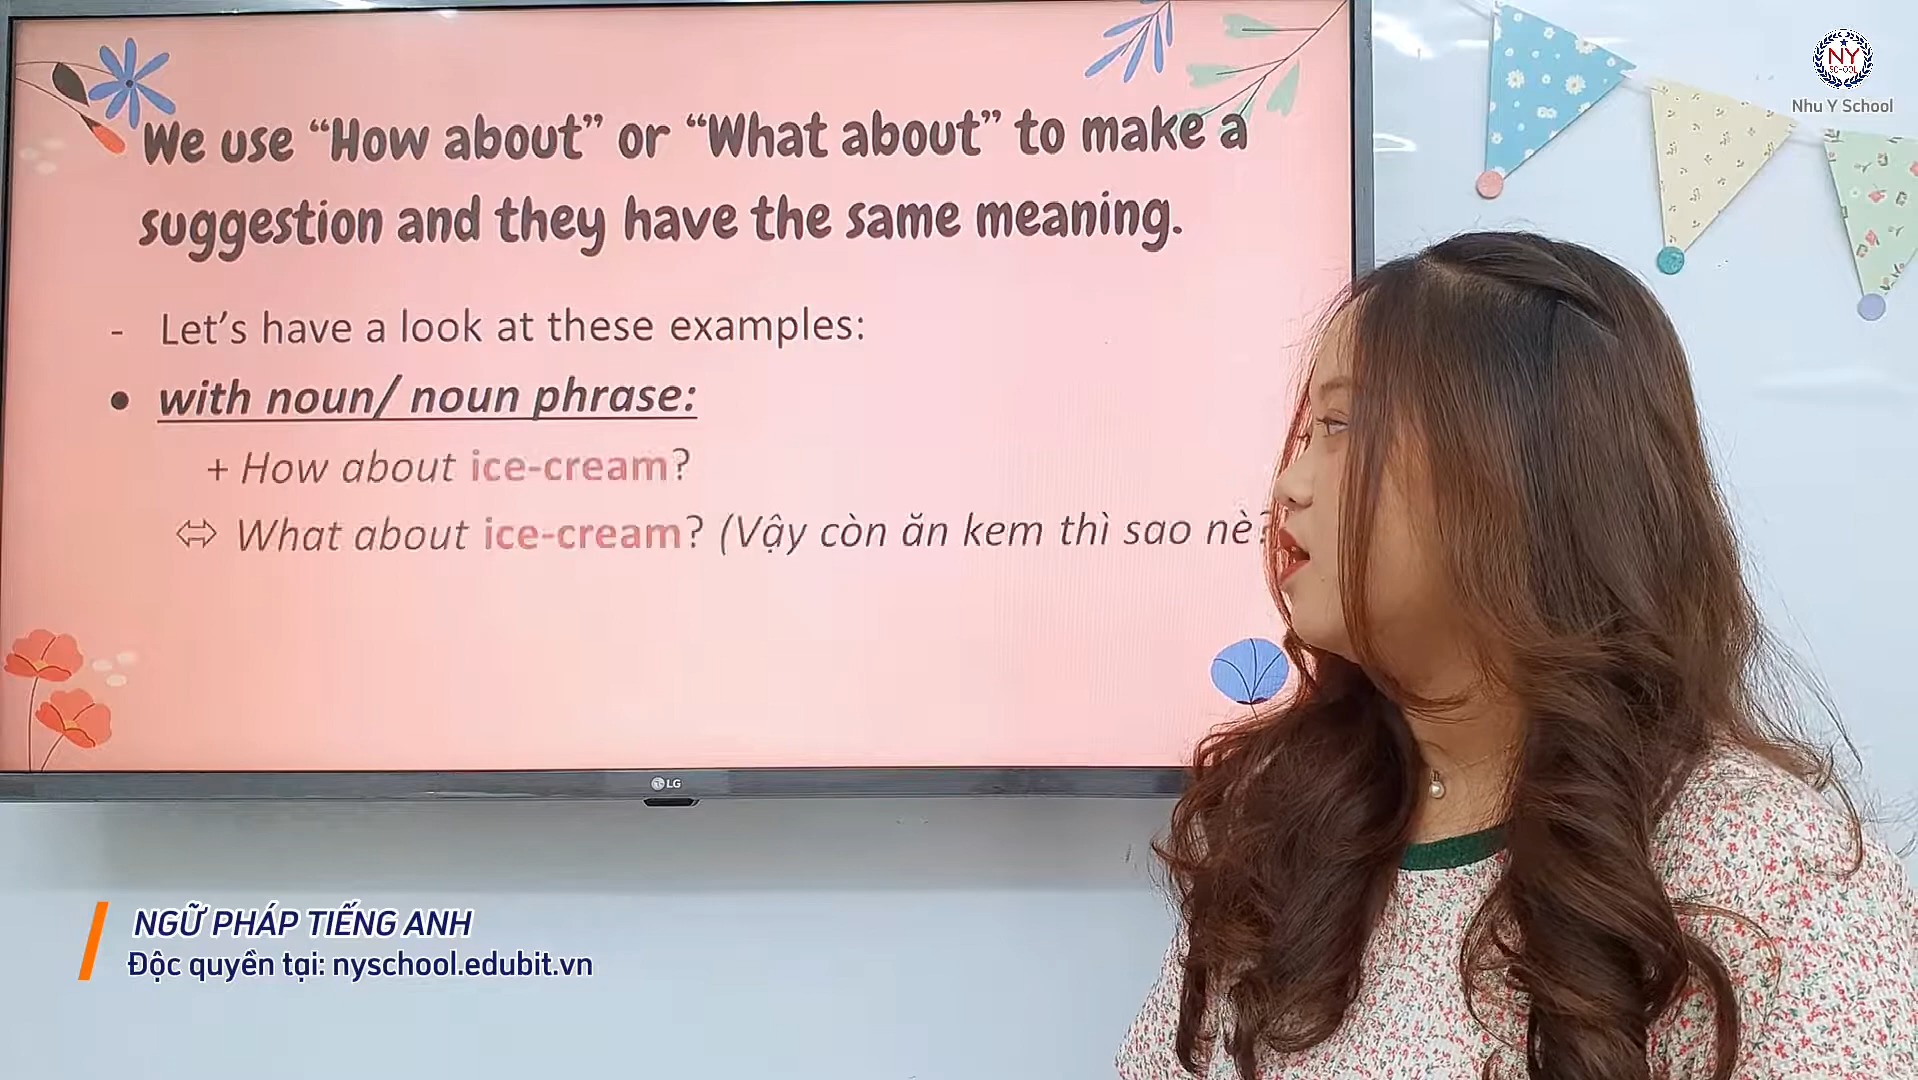 We use “How about” or “What about” to make a
suggestion and they have the same meaning.
- Let’s have a look at these examples:
• with noun/ noun phrase:
+ How about ice-cream?
⬄ What about ice-cream? (Vậy còn ăn kem thì sao nè?
LG
NY
SCHOOL
Nhu Y School
NGỮ PHÁP TIẾNG ANH
Độc quyền tại: nyschool.edubit.vn